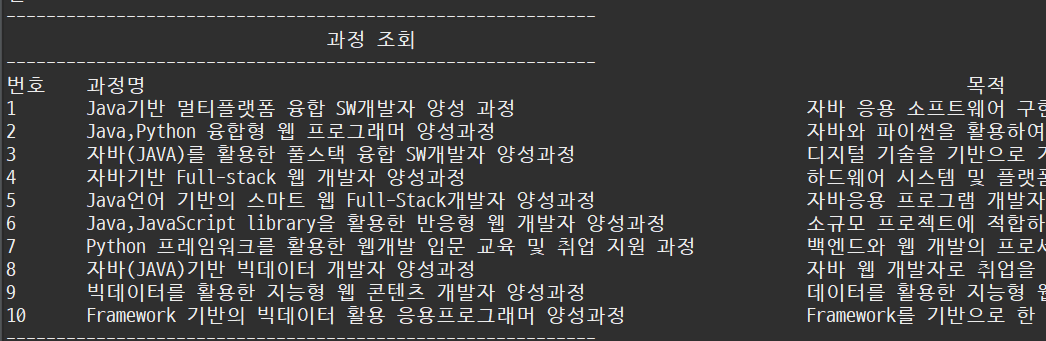 ------------------------------------------------------------
과정 조회
------------------------------------------------------------
번호 과정명 목적
1 Java기반 멀티플랫폼 융합 SW개발자 양성 과정 자바 응용 소프트웨어
2 Java,Python 융합형 웹 프로그래머 양성과정 자바와 파이썬을 활용하여
3 자바(JAVA)를 활용한 풀스택 융합 SW개발자 양성과정 디지털 기술을 기반으로
4 자바기반 Full-stack 웹 개발자 양성과정 하드웨어 시스템 및 플랫폼
5 Java언어 기반의 스마트 웹 Full-Stack개발자 양성과정 자바응용 프로그램 개발자
6 Java,JavaScript library을 활용한 반응형 웹 개발자 양성과정 소규모 프로젝트에 적합하
7 Python 프레임워크를 활용한 웹개발 입문 교육 및 취업 지원 과정 백엔드와 웹 개발의
8 자바(JAVA)기반 빅데이터 개발자 양성과정 자바 웹 개발자로 취업을
9 빅데이터를 활용한 지능형 웹 콘텐츠 개발자 양성과정 데이터를 활용한 지능형
10 Framework 기반의 빅데이터 활용 응용프로그래머 양성과정 Framework를 기반으로 한
------------------------------------------------------------